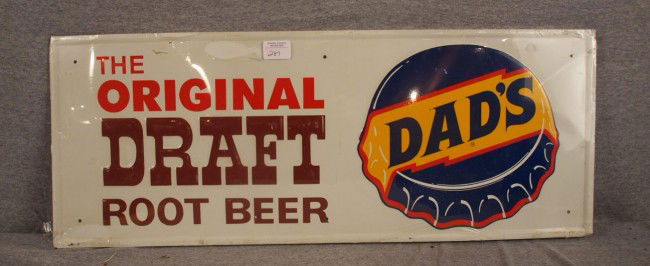 THE
ORIGINAL
DRAFT
ROOT BEER
DAD'S